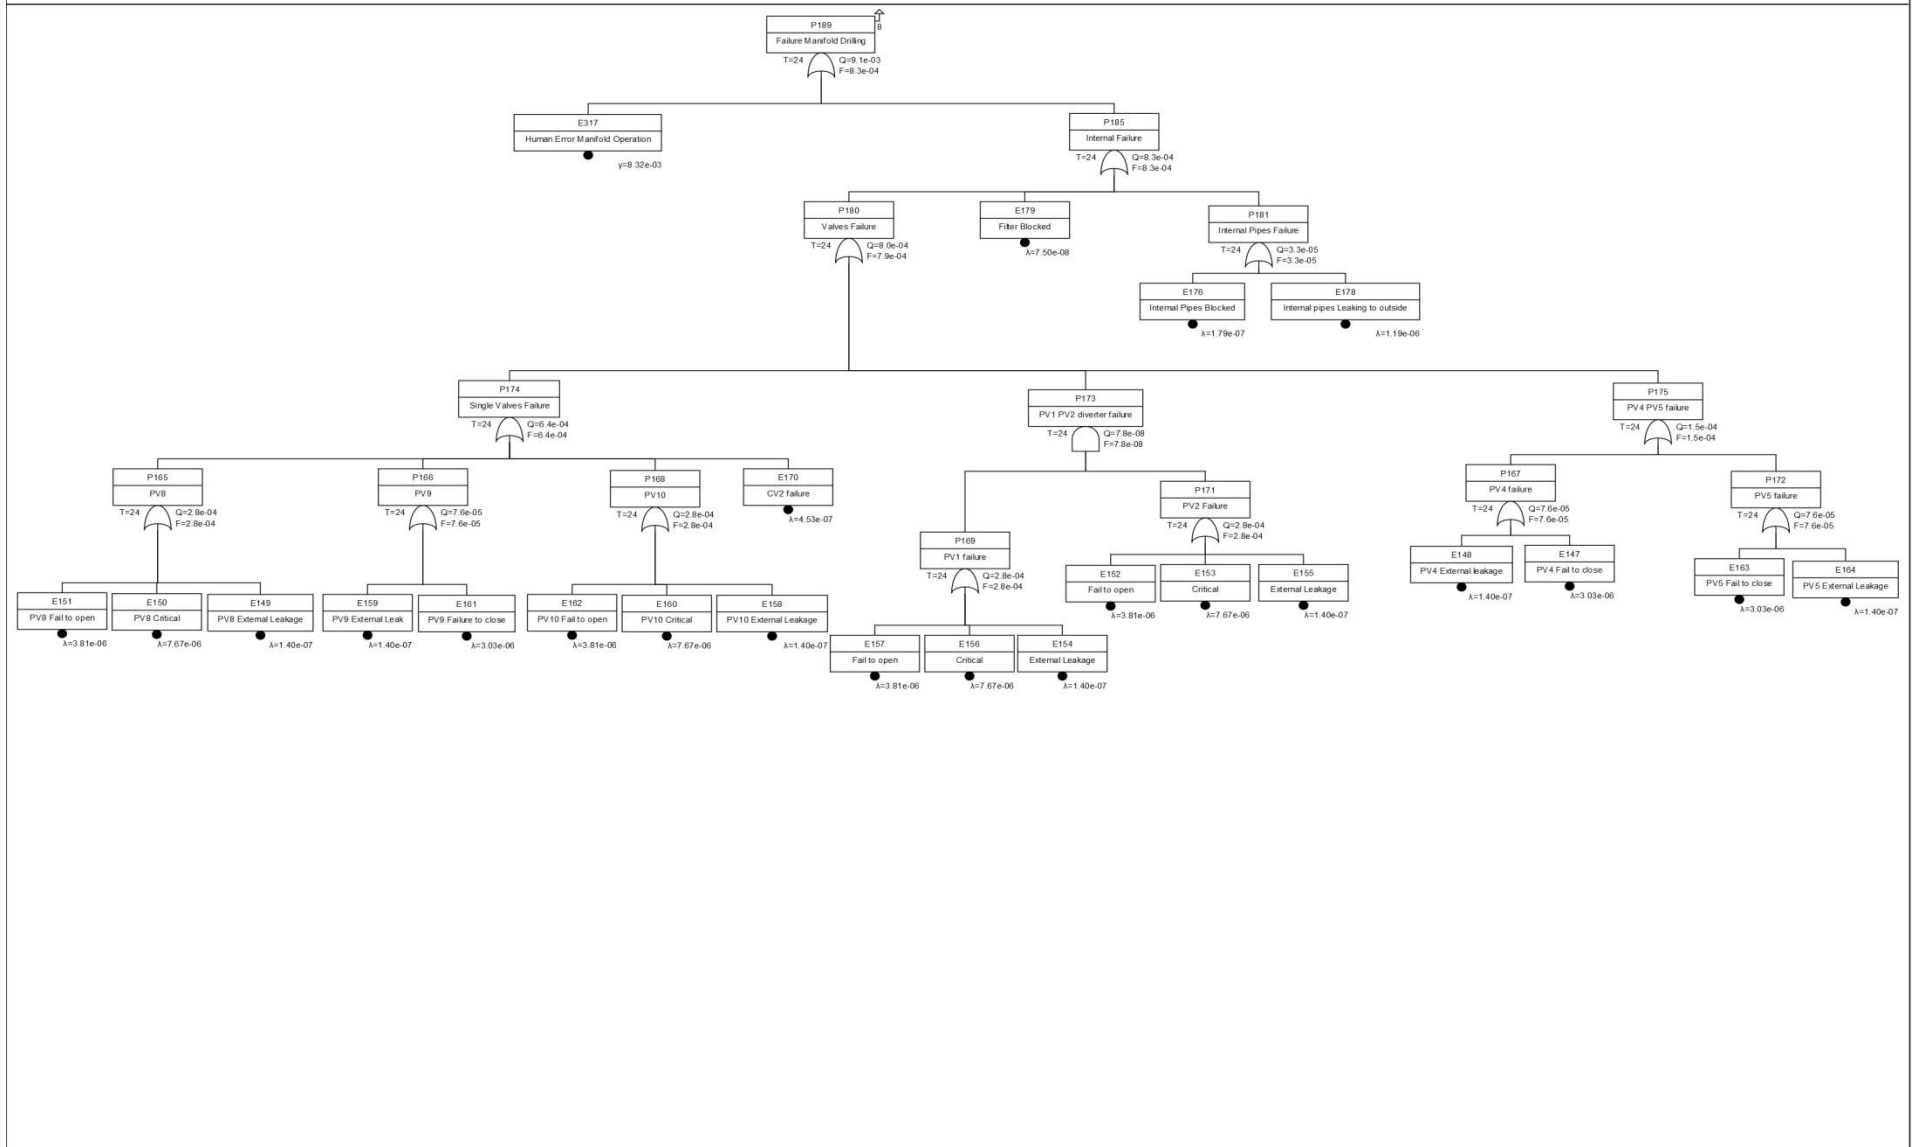 P189
8
Failure Manifold Drilling
T=24
Q=9.1e-03
F=8.3e-04
E317
Human Error Manifold Operation
γ=8.32e-03
P185
Internal Failure
T=24
Q=8.3e-04
F=8.3e-04
P180
Valves Failure
T=24
Q=8.0e-04
F=7.9e-04
E179
Filter Blocked
λ=7.50e-08
P181
Internal Pipes Failure
T=24
Q=3.3e-05
F=3.3e-05
E176
Internal Pipes Blocked
λ=1.79e-07
E178
Internal pipes Leaking to outside
λ=1.19e-06
P174
Single Valves Failure
T=24
Q=6.4e-04
F=6.4e-04
P173
PV1 PV2 diverter failure
T=24
Q=7.8e-08
F=7.8e-08
P175
PV4 PV5 failure
T=24
Q=1.5e-04
F=1.5e-04
P165
PV8
T=24
Q=2.8e-04
F=2.8e-04
P166
PV9
T=24
Q=7.6e-05
F=7.6e-05
P168
PV10
T=24
Q=2.8e-04
F=2.8e-04
E170
CV2 failure
λ=4.53e-07
P169
PV1 failure
T=24
Q=2.8e-04
F=2.8e-04
P171
PV2 Failure
T=24
Q=2.8e-04
F=2.8e-04
P167
PV4 failure
T=24
Q=7.6e-05
F=7.6e-05
P172
PV5 failure
T=24
Q=7.6e-05
F=7.6e-05
E151
PV8 Fail to open
λ=3.81e-06
E150
PV8 Critical
λ=7.67e-06
E149
PV8 External Leakage
λ=1.40e-07
E159
PV9 External Leak
λ=1.40e-07
E161
PV9 Failure to close
λ=3.03e-06
E162
PV10 Fail to open
λ=3.81e-06
E160
PV10 Critical
λ=7.67e-06
E158
PV10 External Leakage
λ=1.40e-07
E157
Fail to open
λ=3.81e-06
E156
Critical
λ=7.67e-06
E154
External Leakage
λ=1.40e-07
E152
Fail to open
λ=3.81e-06
E153
Critical
λ=7.67e-06
E155
External Leakage
λ=1.40e-07
E148
PV4 External leakage
λ=1.40e-07
E147
PV4 Fail to close
λ=3.03e-06
E163
PV5 Fail to close
λ=3.03e-06
E164
PV5 External Leakage
λ=1.40e-07